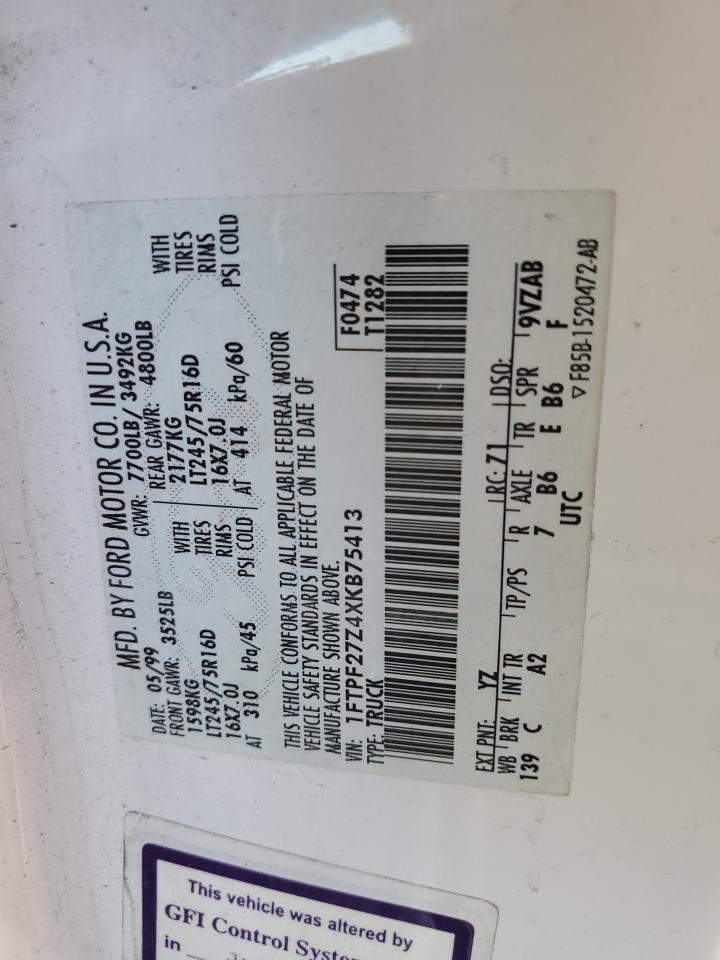 MFD. BY FORD MOTOR CO. IN U.S.A.
DATE: 05/99 GVWR: 7700LB/ 3492KG
FRONT GAWR: 3525LB REAR GAWR: 4800LB
1598KG WITH 2177KG WITH
LT245/75R16D TIRES LT245/75R16D TIRES
16X7.0J RIMS 16X7.0J RIMS
AT 310 kPa/45 PSI COLD AT 414 kPa/60 PSI COLD
THIS VEHICLE CONFORMS TO ALL APPLICABLE FEDERAL MOTOR
VEHICLE SAFETY STANDARDS IN EFFECT ON THE DATE OF
MANUFACTURE SHOWN ABOVE.
VIN: 1FTPF27Z4XKB75413 F0474
TYPE: TRUCK T1282
EXT PNT: YZ RC: 71 DSO:
WB BRK INT TR TP/PS R AXLE TR SPR 9VZAB
139 C A2 7 B6 E B6 F
UTC
▽ F85B-1520472-AB
This vehicle was altered by
GFI Control
in